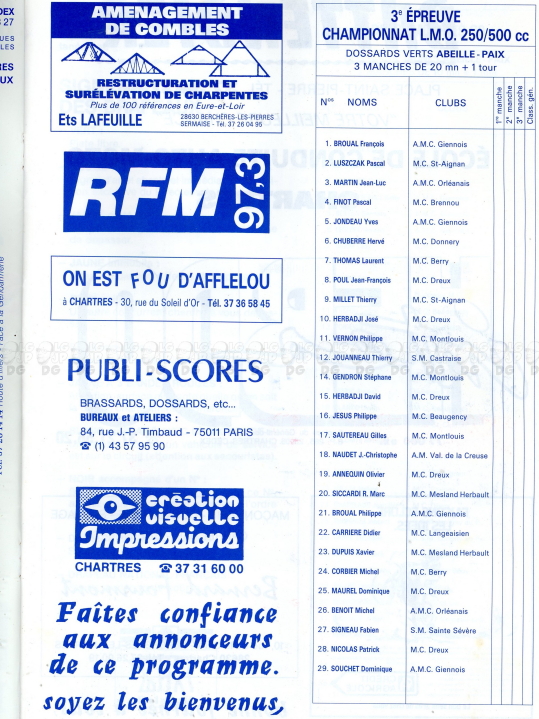 DEX
27
UES
LES
RES
UX
AMENAGEMENT
DE COMBLES
RESTRUCTURATION et
SURÉLÉVATION DE CHARPENTES
Plus de 100 références en Eure-et-Loir
Ets LAFEUILLE
28630 BERCHÈRES-LES-PIERRES
SERMAISE - Tel. 37 26 04 95
RFM 97,3
ON EST FOU D'AFFLELOU
à CHARTRES - 30, rue du Soleil d'Or - Tél. 37 36 58 45
PUBLI-SCORES
BRASSARDS, DOSSARDS, etc...
BUREAUX et ATELIERS :
84, rue J.-P. Timbaud - 75011 PARIS
☎ (1) 43 57 95 90
création
visuelle
Impressions
CHARTRES ☎ 37 31 60 00
Faîtes confiance
aux annonceurs
de ce programme.
soyez les bienvenus,
3e ÉPREUVE
CHAMPIONNAT L.M.O. 250/500 cc
DOSSARDS VERTS ABEILLE-PAIX
3 MANCHES DE 20 mn + 1 tour
Nos NOMS CLUBS 1re manche 2e manche 3e manche Class. gén.
1. BROUAL François A.M.C. Giennois
2. LUSZCZAK Pascal M.C. St-Aignan
3. MARTIN Jean-Luc A.M.C. Orléanais
4. FINOT Pascal M.C. Brennou
5. JONDEAU Yves A.M.C. Giennois
6. CHUBERRE Hervé M.C. Donnery
7. THOMAS Laurent M.C. Berry
8. POUL Jean-François M.C. Dreux
9. MILLET Thierry M.C. St-Aignan
10. HERBADJI José M.C. Dreux
11. VERNON Philippe M.C. Montlouis
12. JOUANNEAU Thierry S.M. Castraise
14. GENDRON Stéphane M.C. Montlouis
15. HERBADJI David M.C. Dreux
16. JESUS Philippe M.C. Beaugency
17. SAUTEREAU Gilles M.C. Montlouis
18. NAUDET J.-Christophe A.M. Val. de la Creuse
19. ANNEQUIN Olivier M.C. Dreux
20. SICCARDI R. Marc M.C. Mesland Herbault
21. BROUAL Philippe A.M.C. Giennois
22. CARRIERE Didier M.C. Langeaisien
23. DUPUIS Xavier M.C. Mesland Herbault
24. CORBIER Michel M.C. Berry
25. MAUREL Dominique M.C. Dreux
26. BENOIT Michel A.M.C. Orléanais
27. SIGNEAU Fabien S.M. Sainte Sévère
28. NICOLAS Patrick M.C. Dreux
29. SOUCHET Dominique A.M.C. Giennois